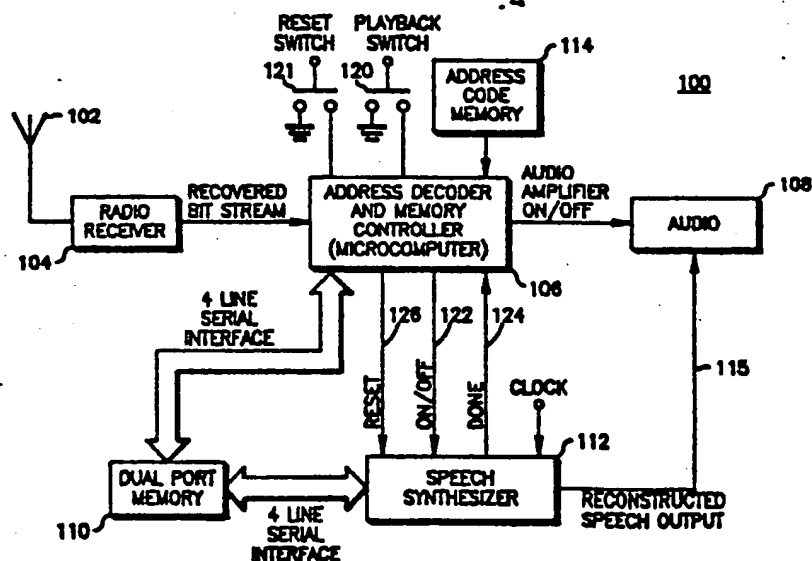 RESET
SWITCH
121
PLAYBACK
SWITCH
120
114
ADDRESS
CODE
MEMORY
100
102
RADIO
RECEIVER
104
RECOVERED
BIT STREAM
ADDRESS DECODER
AND MEMORY
CONTROLLER
(MICROCOMPUTER)
106
AUDIO
AMPLIFIER
ON/OFF
108
AUDIO
4 LINE
SERIAL
INTERFACE
126
122
124
RESET
ON/OFF
DONE
CLOCK
115
112
DUAL PORT
MEMORY
110
4 LINE
SERIAL
INTERFACE
SPEECH
SYNTHESIZER
RECONSTRUCTED
SPEECH OUTPUT